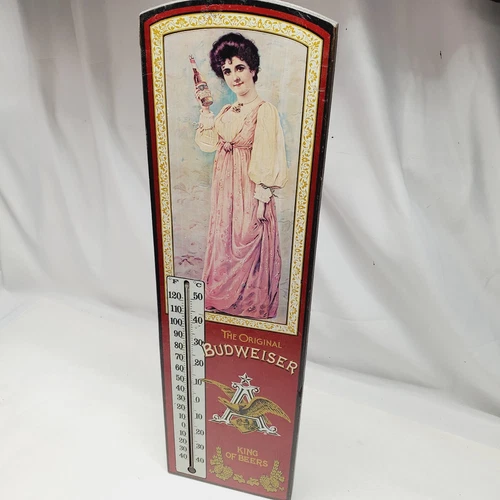 F C
120 50
110
100 40
90
80 30
70
60 20
50
40 10
30
20 0
10
0 10
10
20 20
30 30
40 40
THE ORIGINAL
BUDWEISER
A
KING
OF BEERS